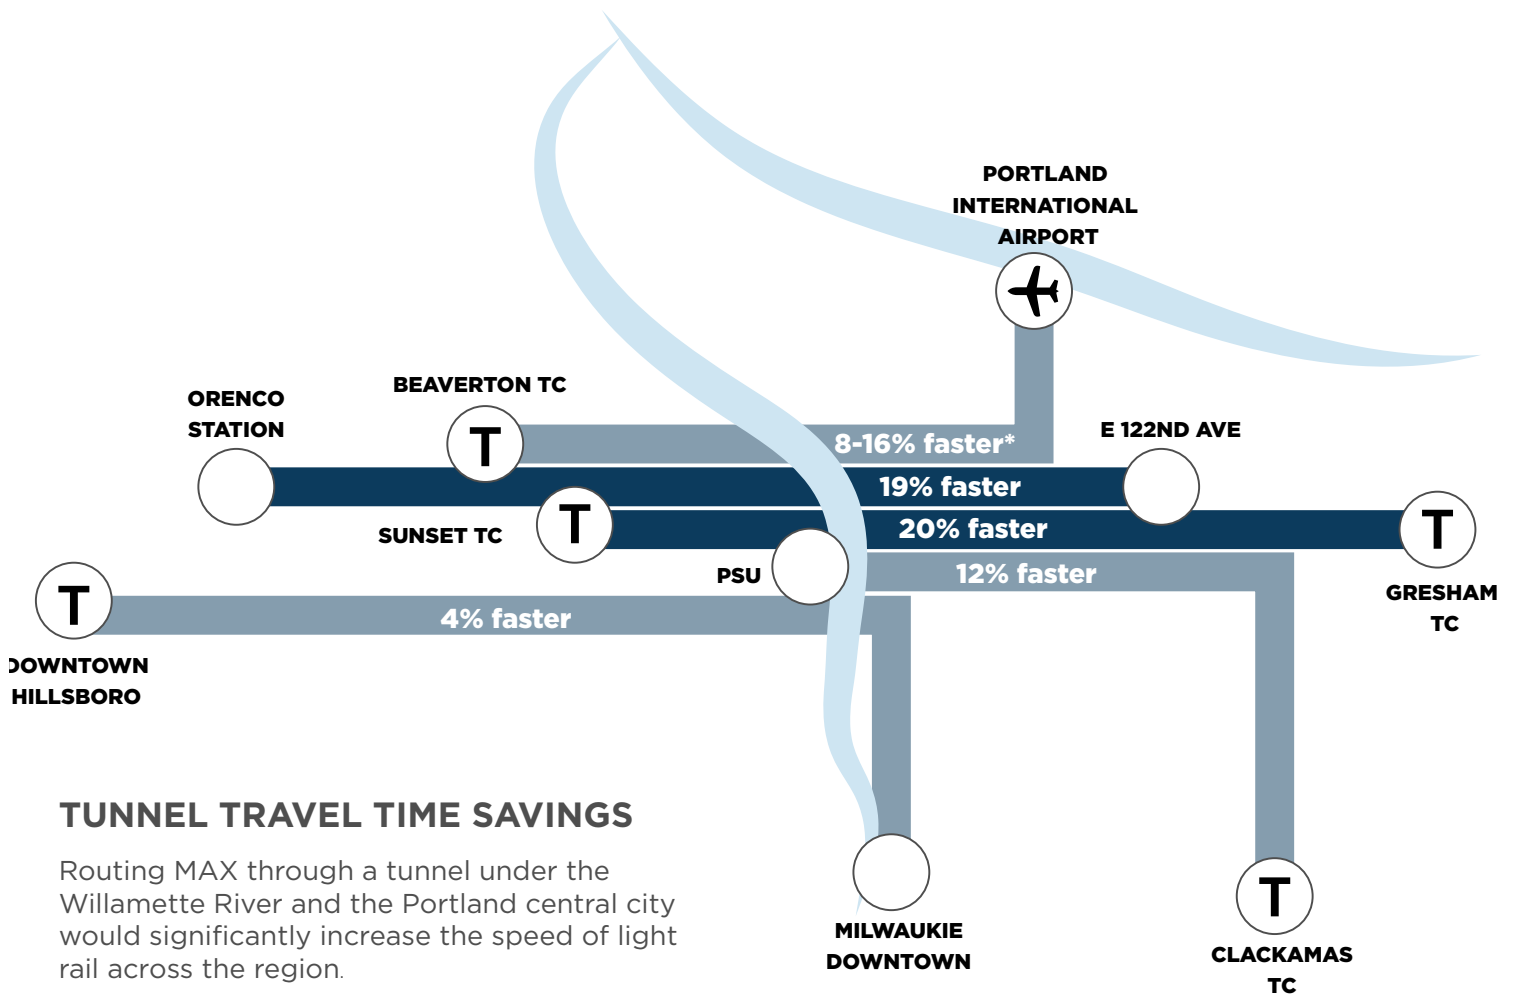 PORTLAND
INTERNATIONAL
AIRPORT
BEAVERTON TC
ORENCO
STATION
T
8-16% faster*
E 122ND AVE
19% faster
SUNSET TC
T
20% faster
T
PSU
12% faster
GRESHAM
TC
T
4% faster
DOWNTOWN
HILLSBORO
TUNNEL TRAVEL TIME SAVINGS
Routing MAX through a tunnel under the
Willamette River and the Portland central city
would significantly increase the speed of light
rail across the region.
MILWAUKIE
DOWNTOWN
T
CLACKAMAS
TC